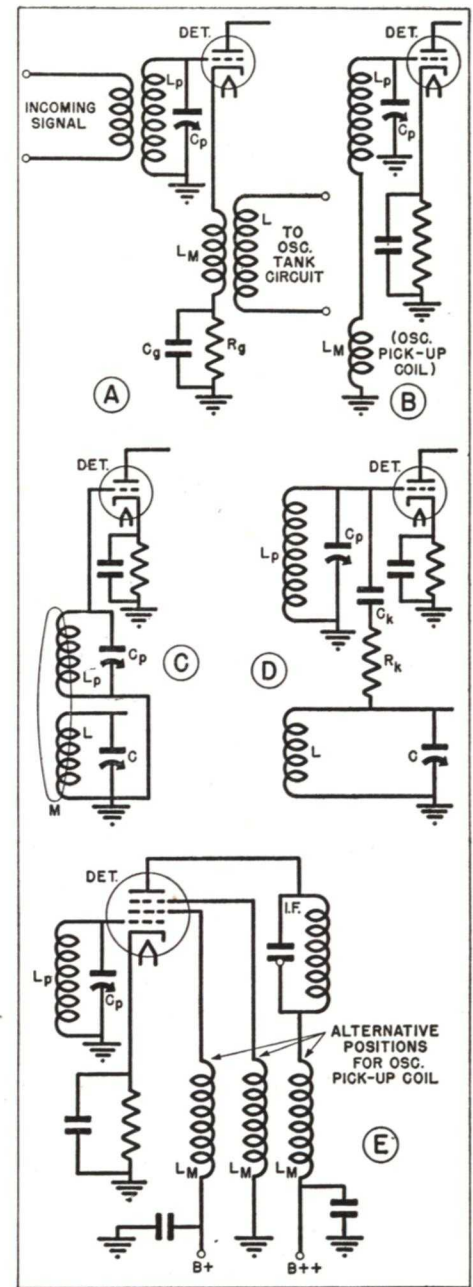 DET.
DET.
INCOMING
SIGNAL
Lp
Cp
Lp
Cp
LM
L
TO
OSC.
TANK
CIRCUIT
Cg
Rg
LM
(OSC.
PICK-UP
COIL)
A
B
DET.
DET.
Cp
Lp
C
L
C
M
Lp
Cp
Ck
D
Rk
L
C
DET.
I.F.
Lp
Cp
ALTERNATIVE
POSITIONS
FOR OSC.
PICK-UP COIL
LM
LM
LM
E
B+
B++